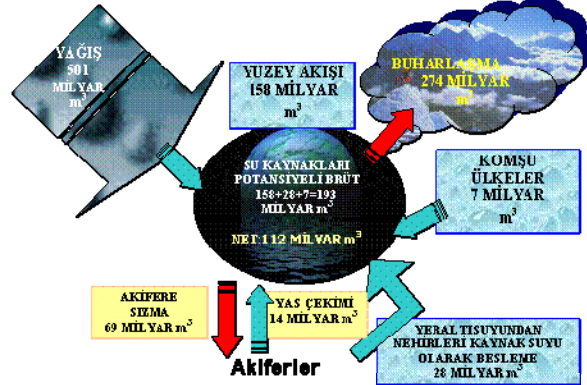 YAĞIŞ
501
MİLYAR
m³
YUZEY AKIŞI
158 MİLYAR
m³
BUHARLAŞMA
274 MİLYAR
m³
SU KAYNAKLARI
POTANSİYELİ BRÜT
158+28+7=193
MİLYAR m³
NET:112 MİLYAR m³
KOMŞU
ÜLKELER
7 MİLYAR
m³
AKİFERE
SIZMA
69 MİLYAR m³
YAS ÇEKİMİ
14 MİLYAR m³
YERALTISUYUNDAN
NEHİRLERİ KAYNAK SUYU
OLARAK BESLEME
28 MİLYAR m³
Akiferler